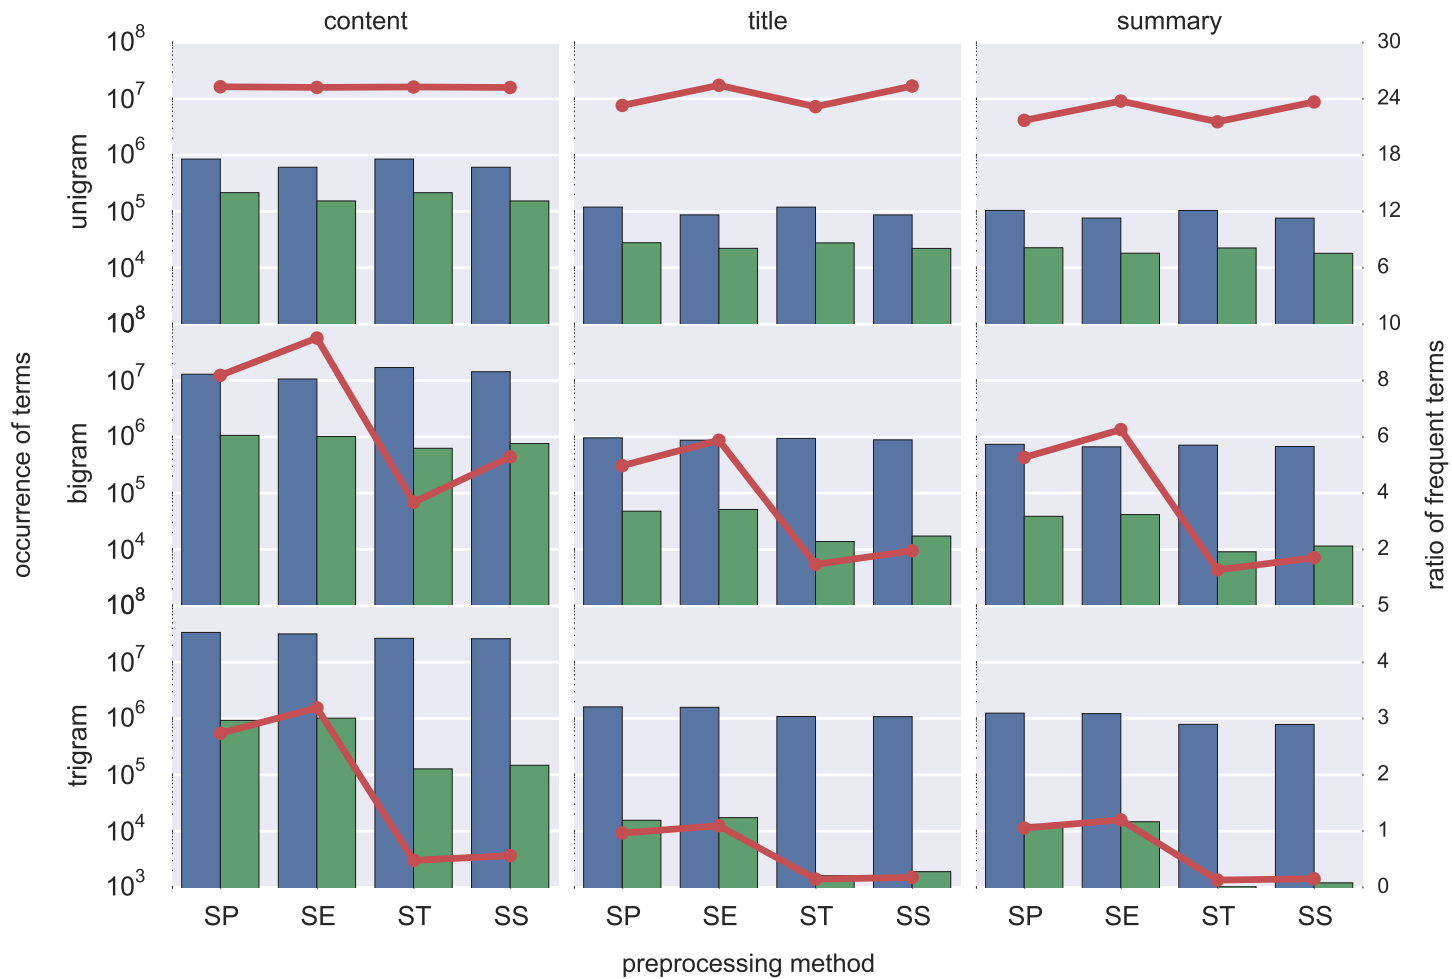 content title summary
10^8 30
10^7 24
10^6 18
10^5 12
10^4 6
unigram
10^8 10
10^7 8
10^6 6
10^5 4
10^4 2
bigram
10^8 5
10^7 4
10^6 3
10^5 2
10^4 1
10^3 0
trigram
occurrence of terms
ratio of frequent terms
SP SE ST SS SP SE ST SS SP SE ST SS
preprocessing method